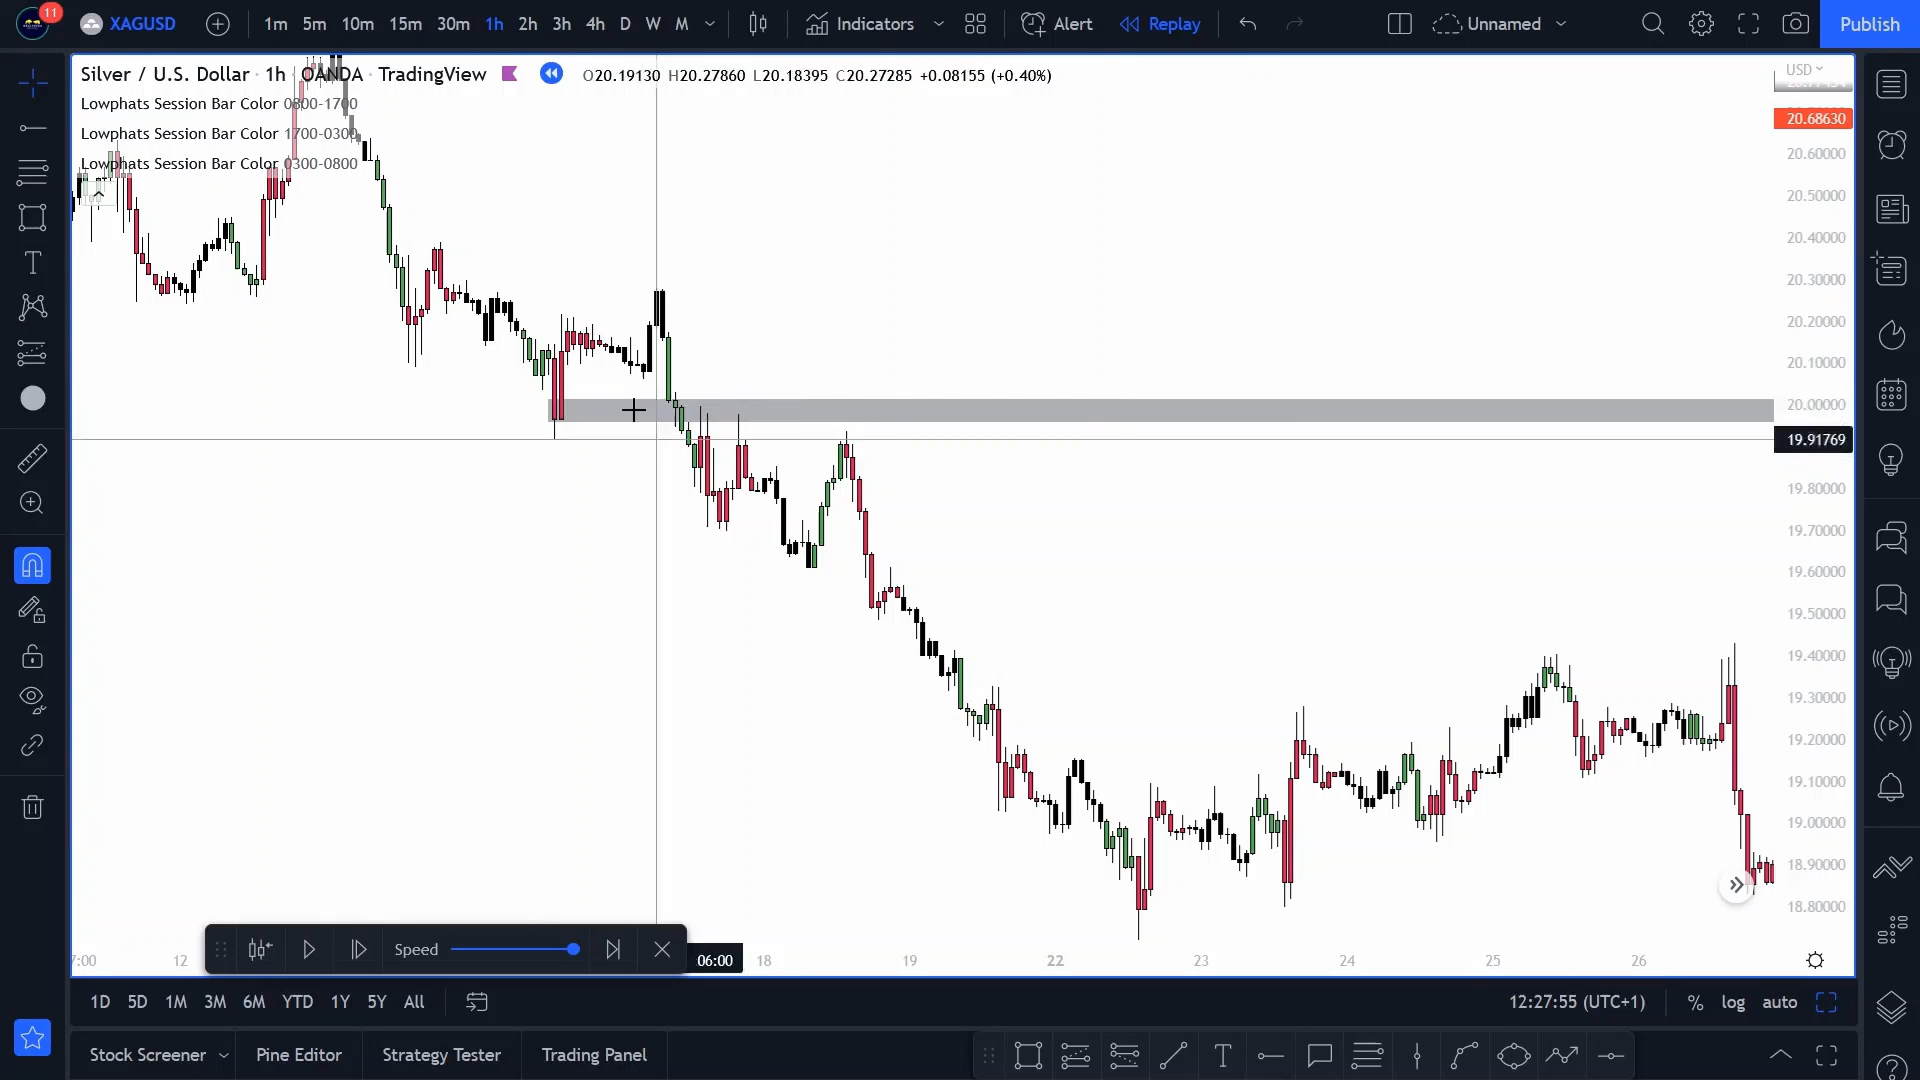 11
XAGUSD
1m 5m 10m 15m 30m 1h 2h 3h 4h D W M
Indicators
Alert
Replay
Unnamed
Publish
Silver / U.S. Dollar · 1h · OANDA · TradingView
O20.19130 H20.27860 L20.18395 C20.27285 +0.08155 (+0.40%)
Lowphats Session Bar Color 0800-1700
Lowphats Session Bar Color 1700-0300
Lowphats Session Bar Color 0300-0800
USD
20.68630
20.60000
20.50000
20.40000
20.30000
20.20000
20.10000
20.00000
19.91769
19.80000
19.70000
19.60000
19.50000
19.40000
19.30000
19.20000
19.10000
19.00000
18.90000
18.80000
Speed
7:00 12 06:00 18 19 22 23 24 25 26
1D 5D 1M 3M 6M YTD 1Y 5Y All
12:27:55 (UTC+1) % log auto
Stock Screener Pine Editor Strategy Tester Trading Panel